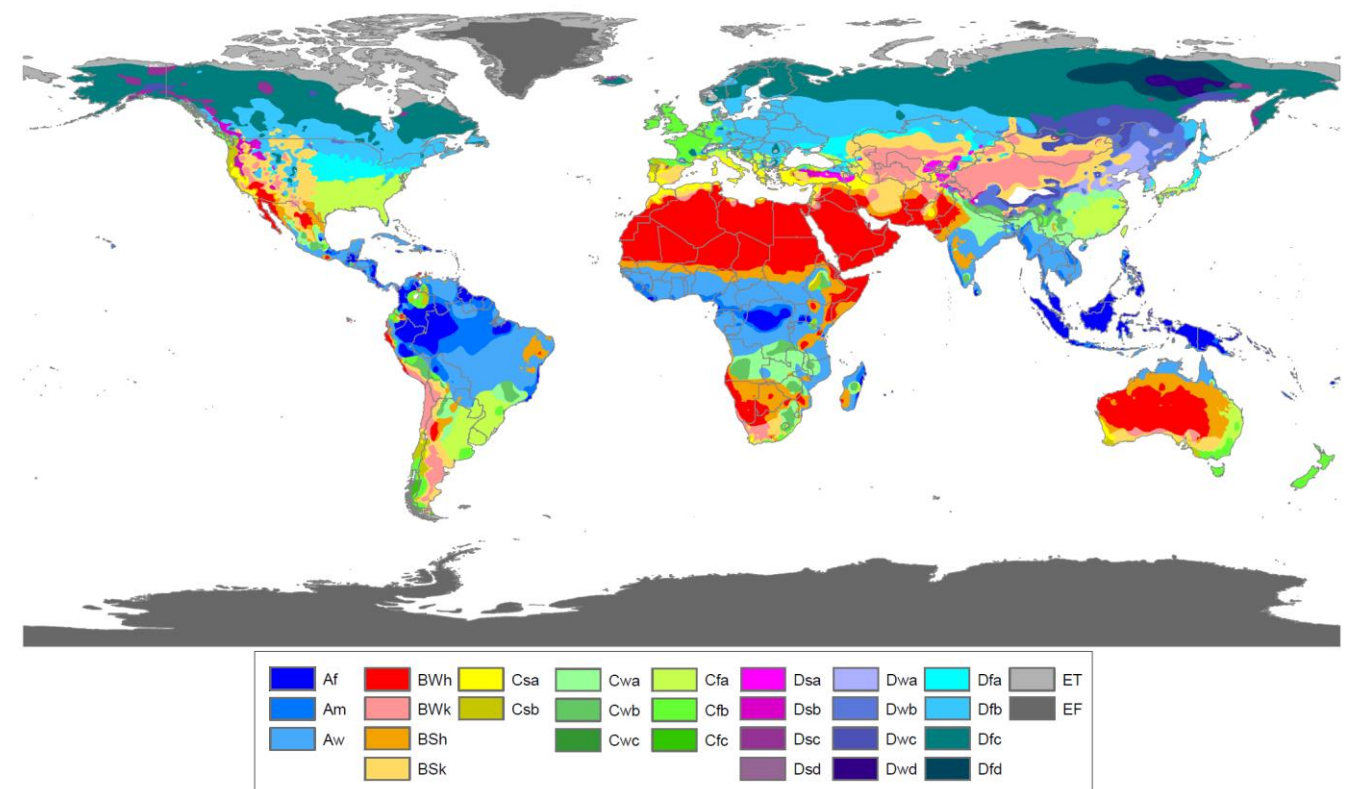 Af BWh Csa Cwa Cfa Dsa Dwa Dfa ET
Am BWk Csb Cwb Cfb Dsb Dwb Dfb EF
Aw BSh Cwc Cfc Dsc Dwc Dfc
BSk Dsd Dwd Dfd